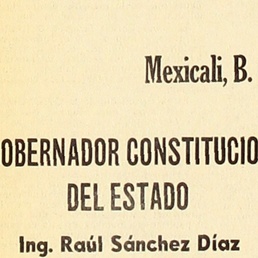 Mexicali, B.
OBERNADOR CONSTITUCIO
DEL ESTADO
Ing. Raúl Sánchez Díaz